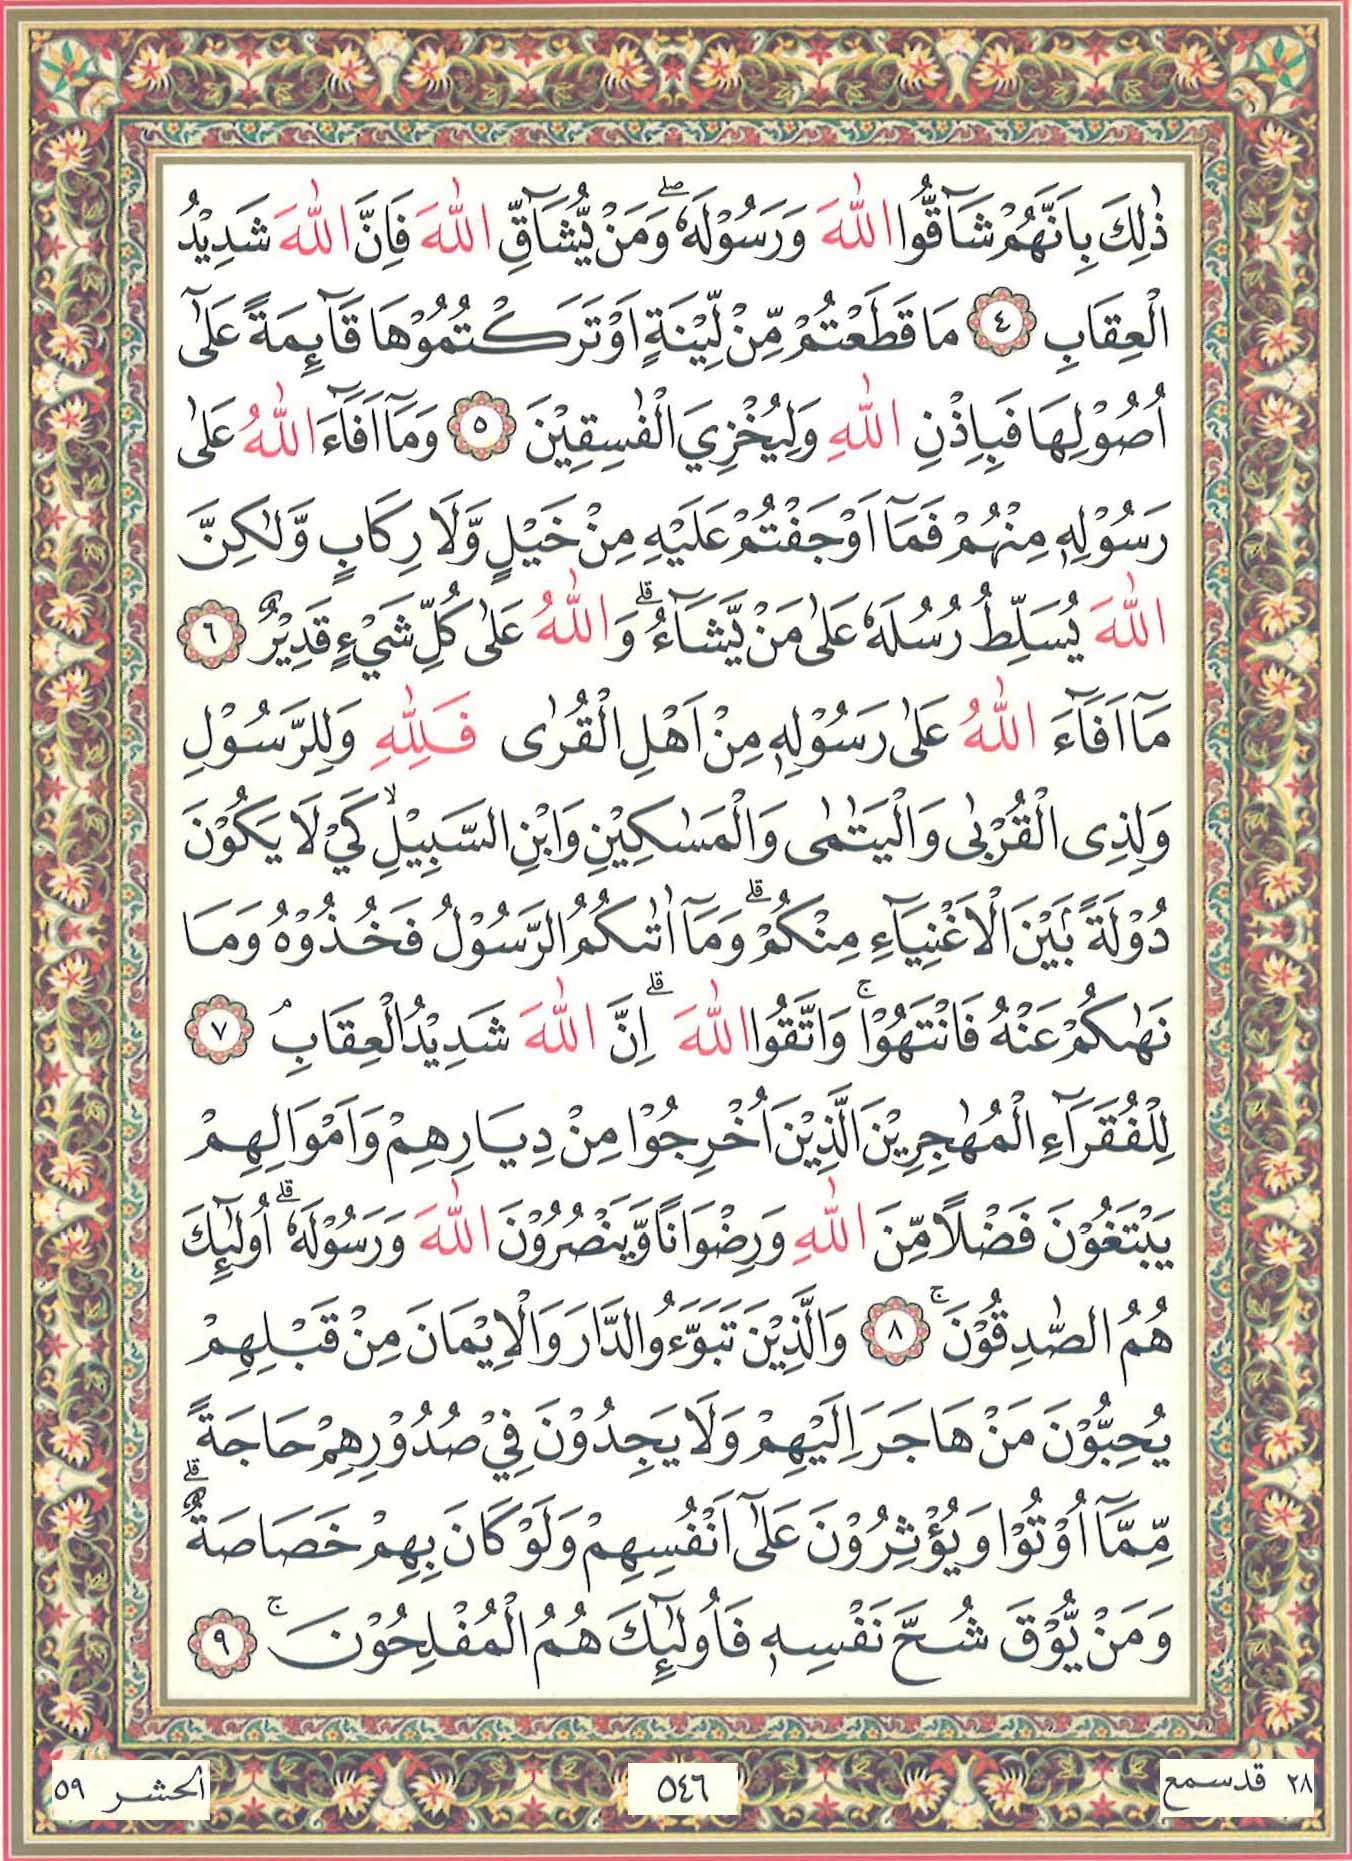 ذٰلِكَ بِاَنَّهُمْ شَآقُّوا اللّٰهَ وَرَسُوْلَهٗ ۖ وَمَنْ يُّشَآقِّ اللّٰهَ فَاِنَّ اللّٰهَ شَدِيْدُ
الْعِقَابِ ﴿٤﴾ مَا قَطَعْتُمْ مِّنْ لِّيْنَةٍ اَوْ تَرَكْتُمُوْهَا قَآئِمَةً عَلٰٓى
اُصُوْلِهَا فَبِاِذْنِ اللّٰهِ وَلِيُخْزِيَ الْفٰسِقِيْنَ ﴿٥﴾ وَمَآ اَفَآءَ اللّٰهُ عَلٰى
رَسُوْلِهٖ مِنْهُمْ فَمَآ اَوْجَفْتُمْ عَلَيْهِ مِنْ خَيْلٍ وَّلَا رِكَابٍ وَّلٰكِنَّ
اللّٰهَ يُسَلِّطُ رُسُلَهٗ عَلٰى مَنْ يَّشَآءُ ۗ وَاللّٰهُ عَلٰى كُلِّ شَيْءٍ قَدِيْرٌ ﴿٦﴾
مَآ اَفَآءَ اللّٰهُ عَلٰى رَسُوْلِهٖ مِنْ اَهْلِ الْقُرٰى فَلِلّٰهِ وَلِلرَّسُوْلِ
وَلِذِى الْقُرْبٰى وَالْيَتٰمٰى وَالْمَسٰكِيْنِ وَابْنِ السَّبِيْلِ ۙ كَيْ لَا يَكُوْنَ
دُوْلَةً ۢ بَيْنَ الْاَغْنِيَآءِ مِنْكُمْ ۗ وَمَآ اٰتٰىكُمُ الرَّسُوْلُ فَخُذُوْهُ وَمَا
نَهٰىكُمْ عَنْهُ فَانْتَهُوْا ۚ وَاتَّقُوا اللّٰهَ ۗ اِنَّ اللّٰهَ شَدِيْدُ الْعِقَابِ ۘ ﴿٧﴾
لِلْفُقَرَآءِ الْمُهٰجِرِيْنَ الَّذِيْنَ اُخْرِجُوْا مِنْ دِيَارِهِمْ وَاَمْوَالِهِمْ
يَبْتَغُوْنَ فَضْلًا مِّنَ اللّٰهِ وَرِضْوَانًا وَّيَنْصُرُوْنَ اللّٰهَ وَرَسُوْلَهٗ ۗ اُولٰٓئِكَ
هُمُ الصّٰدِقُوْنَ ۚ ﴿٨﴾ وَالَّذِيْنَ تَبَوَّءُو الدَّارَ وَالْاِيْمَانَ مِنْ قَبْلِهِمْ
يُحِبُّوْنَ مَنْ هَاجَرَ اِلَيْهِمْ وَلَا يَجِدُوْنَ فِيْ صُدُوْرِهِمْ حَاجَةً
مِّمَّآ اُوْتُوْا وَيُؤْثِرُوْنَ عَلٰٓى اَنْفُسِهِمْ وَلَوْ كَانَ بِهِمْ خَصَاصَةٌ ۗ
وَمَنْ يُّوْقَ شُحَّ نَفْسِهٖ فَاُولٰٓئِكَ هُمُ الْمُفْلِحُوْنَ ۚ ﴿٩﴾
٢٨ قدسمع
٥٤٦
الحشر ٥٩